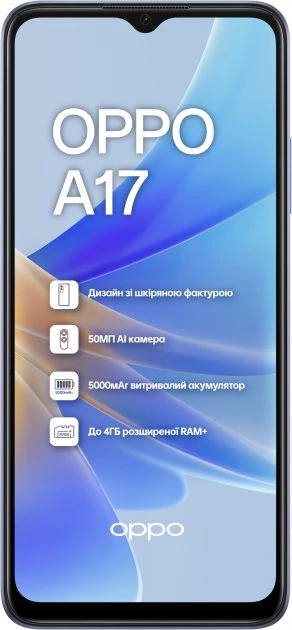 OPPO
A17
Дизайн зі шкіряною фактурою
50МП AI камера
5000mAh
5000мАг витривалий акумулятор
RAM
До 4ГБ розширеної RAM+
oppo